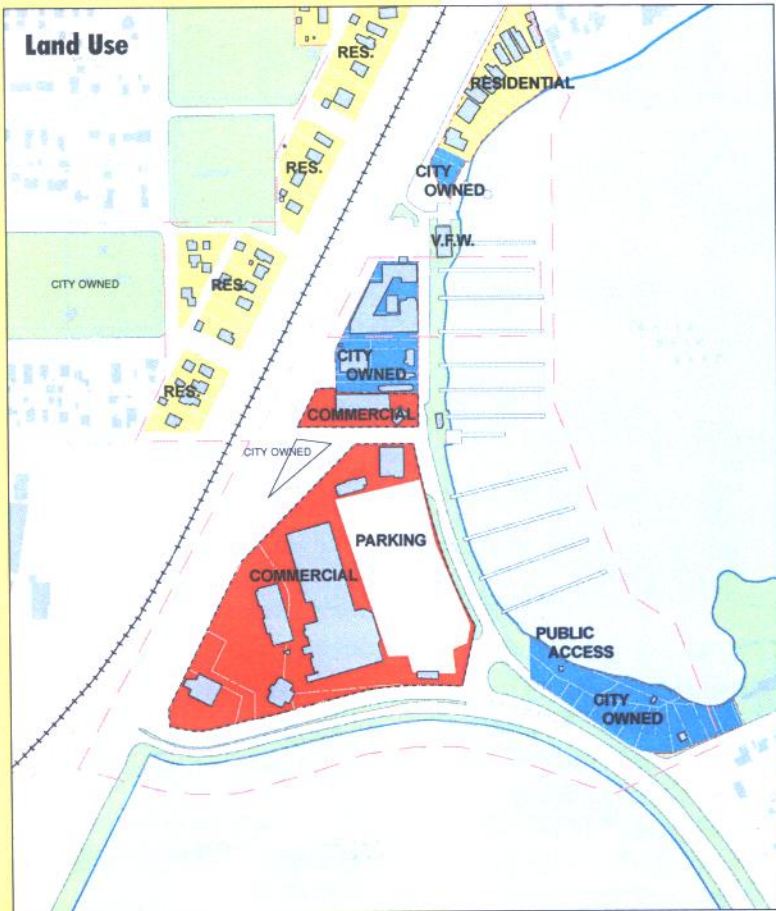 Land Use
RES.
RESIDENTIAL
RES.
CITY
OWNED
V.F.W.
CITY OWNED
RES.
CITY
OWNED
RES.
COMMERCIAL
CITY OWNED
PARKING
COMMERCIAL
PUBLIC
ACCESS
CITY
OWNED